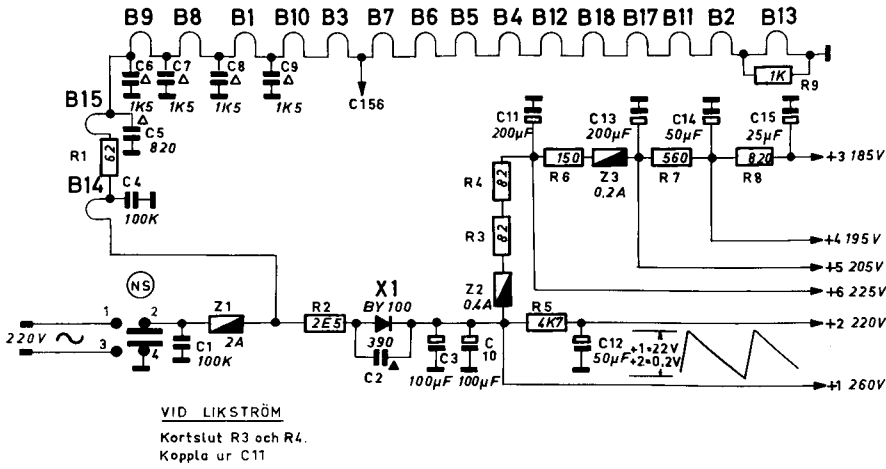 B9 B8 B1 B10 B3 B7 B6 B5 B4 B12 B18 B17 B11 B2 B13
C6 C7 C8 C9
1K5 1K5 1K5 1K5
C156
1K
R9
B15
C5
820
R1
62
B14
C4
100K
C11
200µF
C13
200µF
C14
50µF
C15
25µF
150
R6
Z3
0,2A
560
R7
820
R8
+3 185V
R4
82
R3
82
Z2
0.4A
+4 195V
+5 205V
+6 225V
NS
1 2
3 4
220V
C1
100K
Z1
2A
R2
2E5
X1
BY100
390
C2
C3
100µF
C
10
100µF
R5
4K7
+2 220V
C12
50µF
+1=22V
+2=0,2V
+1 260V
VID LIKSTRÖM
Kortslut R3 och R4.
Koppla ur C11